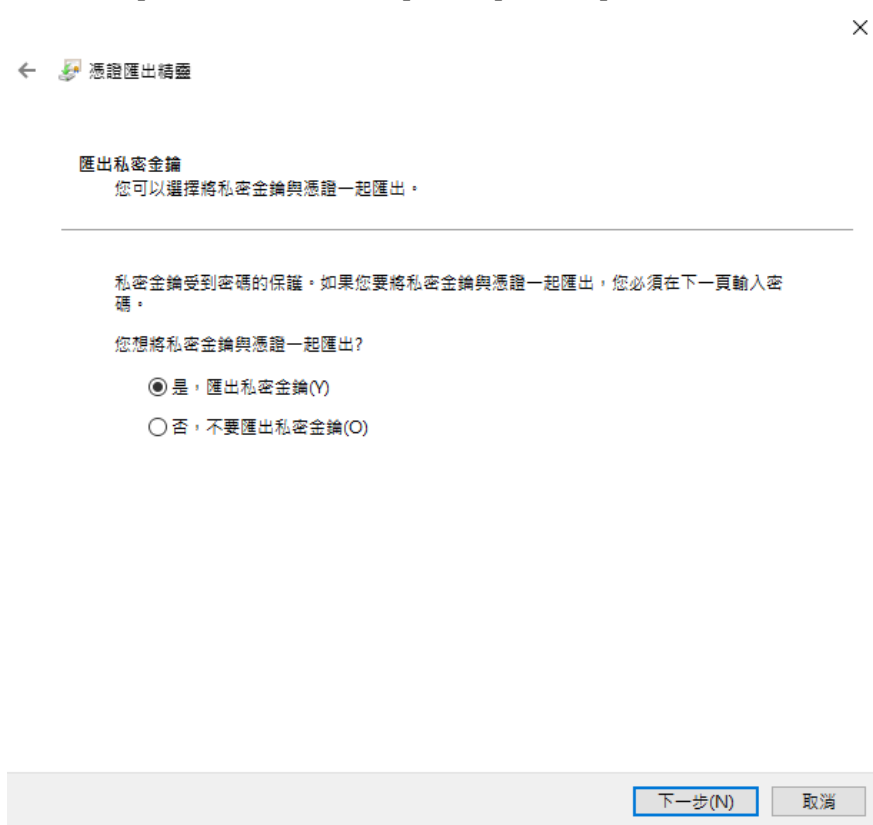 憑證匯出精靈
匯出私密金鑰
您可以選擇將私密金鑰與憑證一起匯出。
私密金鑰受到密碼的保護。如果您要將私密金鑰與憑證一起匯出，您必須在下一頁輸入密
碼。
您想將私密金鑰與憑證一起匯出?
是，匯出私密金鑰(Y)
否，不要匯出私密金鑰(O)
下一步(N)
取消